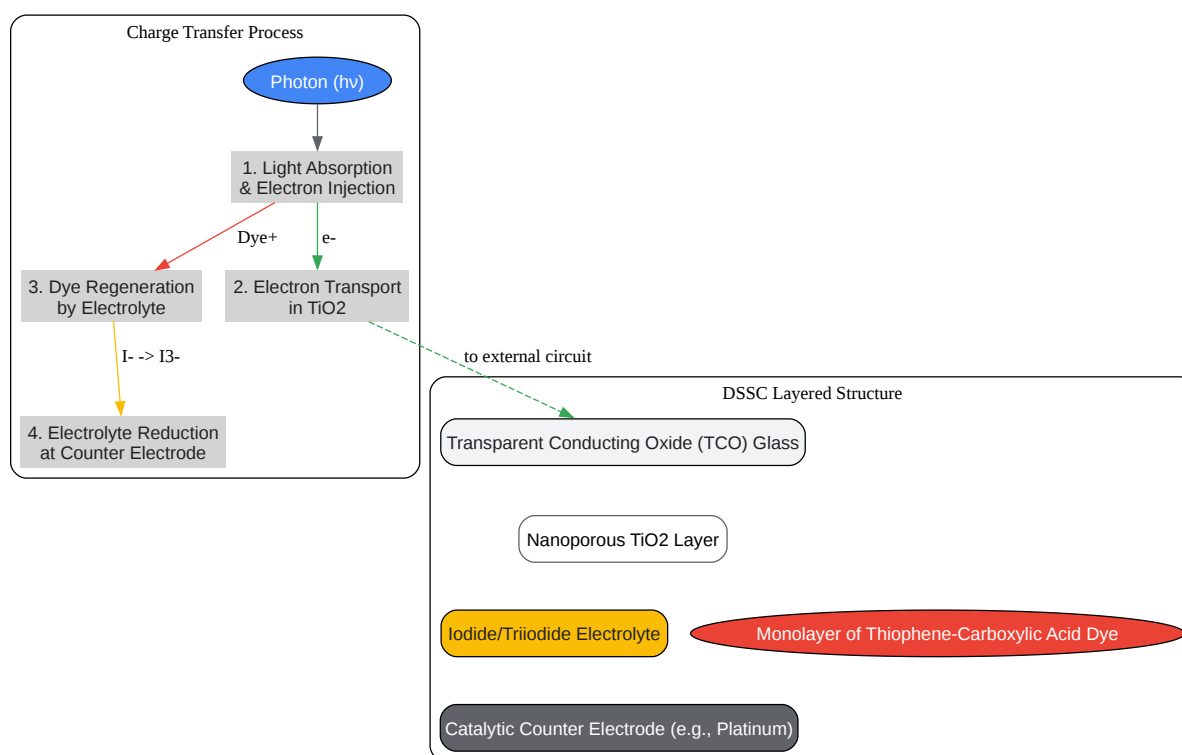 Charge Transfer Process
Photon (hν)
1. Light Absorption
& Electron Injection
Dye+
e-
3. Dye Regeneration
by Electrolyte
2. Electron Transport
in TiO2
I- -> I3-
to external circuit
4. Electrolyte Reduction
at Counter Electrode
DSSC Layered Structure
Transparent Conducting Oxide (TCO) Glass
Nanoporous TiO2 Layer
Iodide/Triiodide Electrolyte
Monolayer of Thiophene-Carboxylic Acid Dye
Catalytic Counter Electrode (e.g., Platinum)